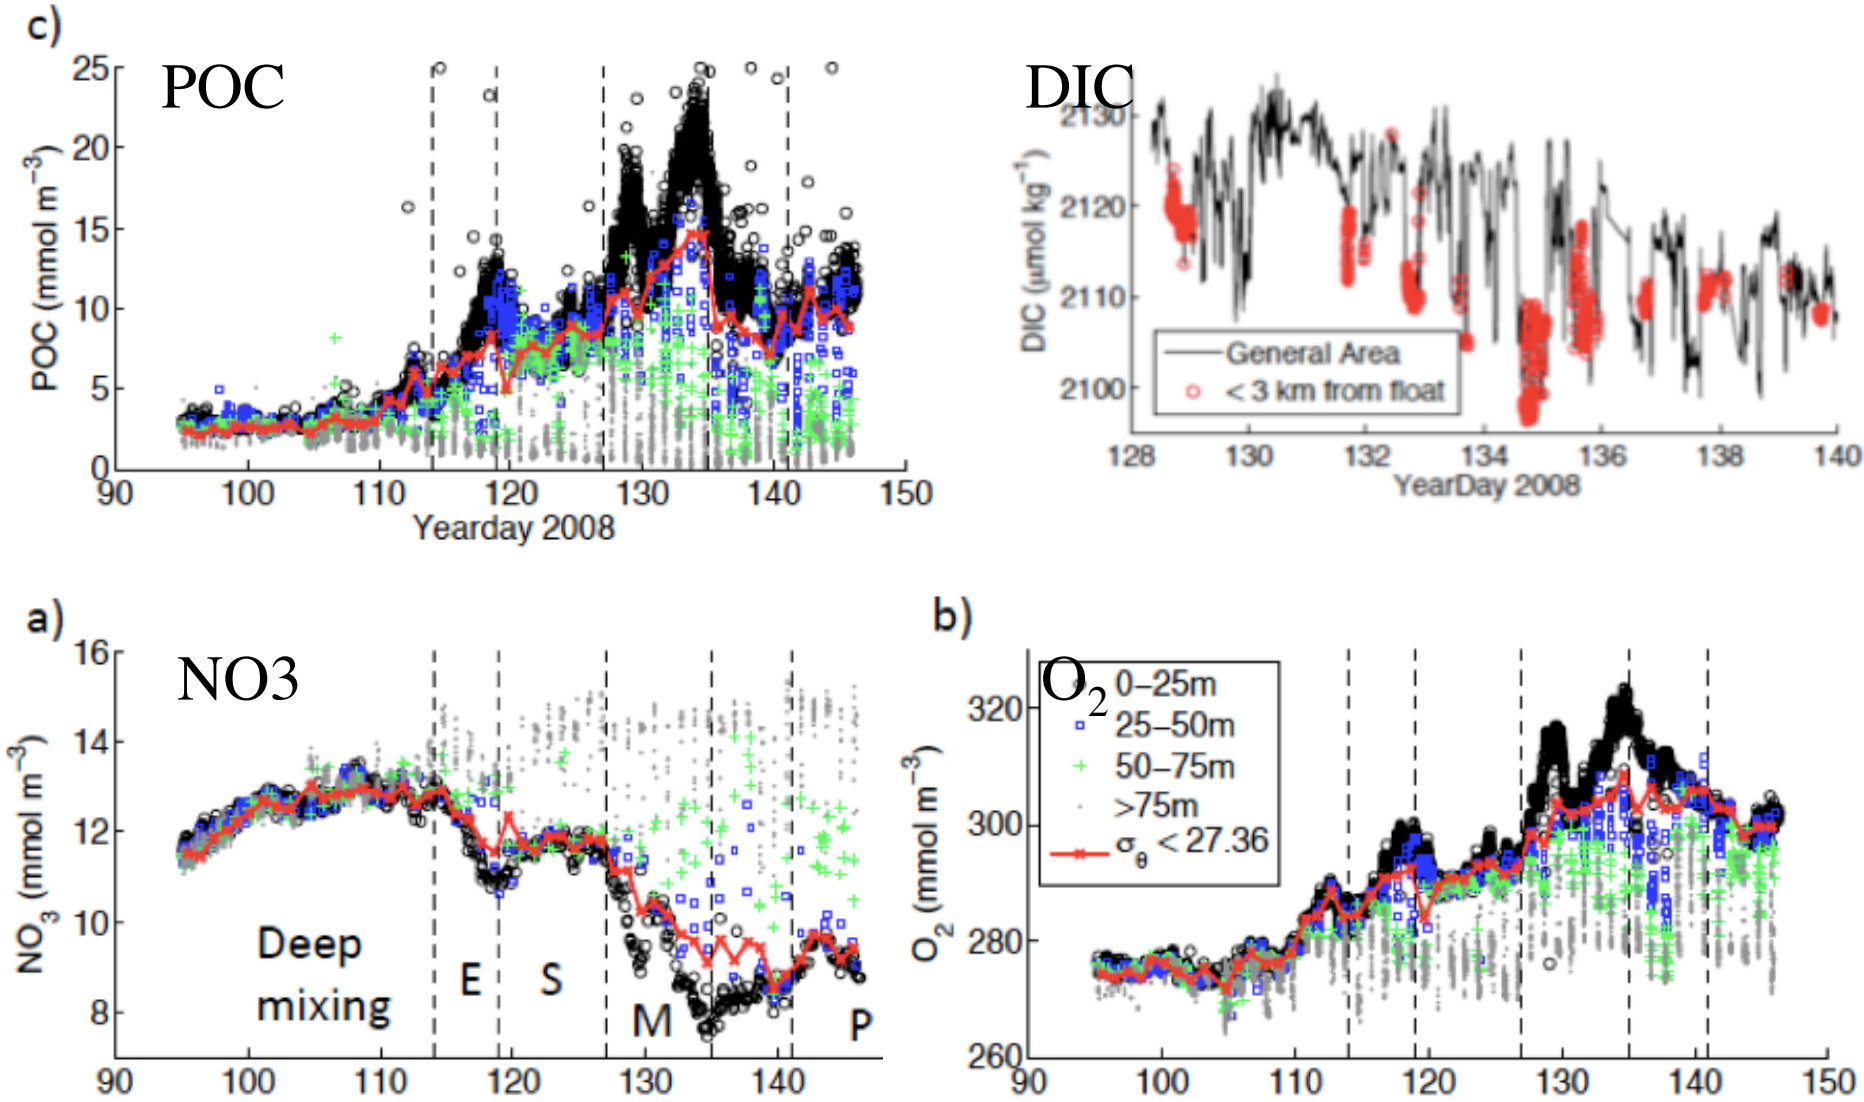 c)
POC
25
20
15
10
5
0
POC (mmol m⁻³)
90 100 110 120 130 140 150
Yearday 2008
DIC
2130
2120
2110
2100
DIC (μmol kg⁻¹)
General Area
< 3 km from float
128 130 132 134 136 138 140
YearDay 2008
a)
NO3
16
14
12
10
8
NO₃ (mmol m⁻³)
Deep
mixing
E S M P
90 100 110 120 130 140
b)
O₂
0–25m
25–50m
50–75m
>75m
σ_θ < 27.36
320
300
280
260
O₂ (mmol m⁻³)
90 100 110 120 130 140 150